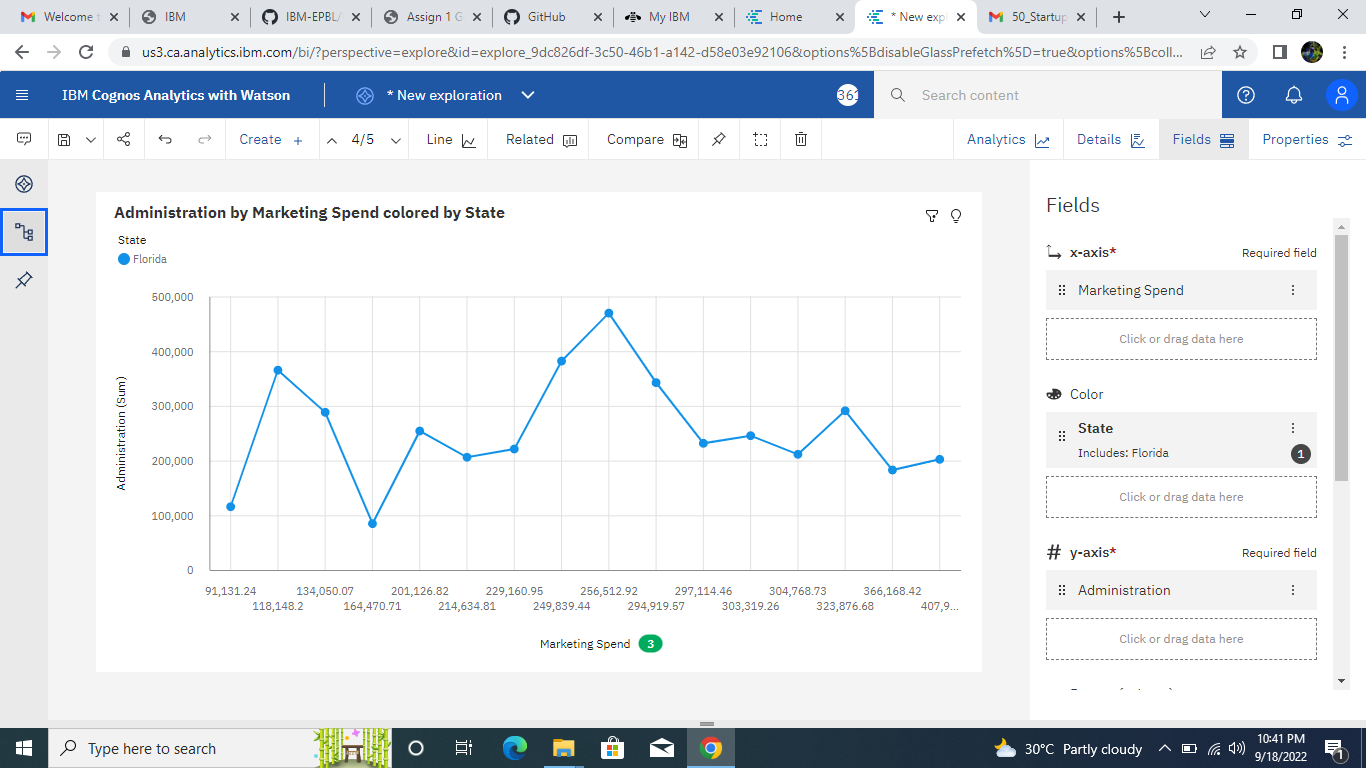 Welcome t
IBM
IBM-EPBL/
Assign 1 G
GitHub
My IBM
Home
* New expl
50_Startup
us3.ca.analytics.ibm.com/bi/?perspective=explore&id=explore_9dc826df-3c50-46b1-a142-d58e03e92106&options%5BdisableGlassPrefetch%5D=true&options%5Bcoll...
IBM Cognos Analytics with Watson
* New exploration
361
Search content
Create +
4/5
Line
Related
Compare
Analytics
Details
Fields
Properties
Administration by Marketing Spend colored by State
State
Florida
500,000
400,000
300,000
200,000
100,000
0
Administration (Sum)
91,131.24
118,148.2
134,050.07
164,470.71
201,126.82
214,634.81
229,160.95
249,839.44
256,512.92
294,919.57
297,114.46
303,319.26
304,768.73
323,876.68
366,168.42
407,9...
Marketing Spend 3
Fields
x-axis* Required field
Marketing Spend
Click or drag data here
Color
State
Includes: Florida
1
Click or drag data here
y-axis* Required field
Administration
Click or drag data here
Type here to search
30°C Partly cloudy
10:41 PM
9/18/2022
1